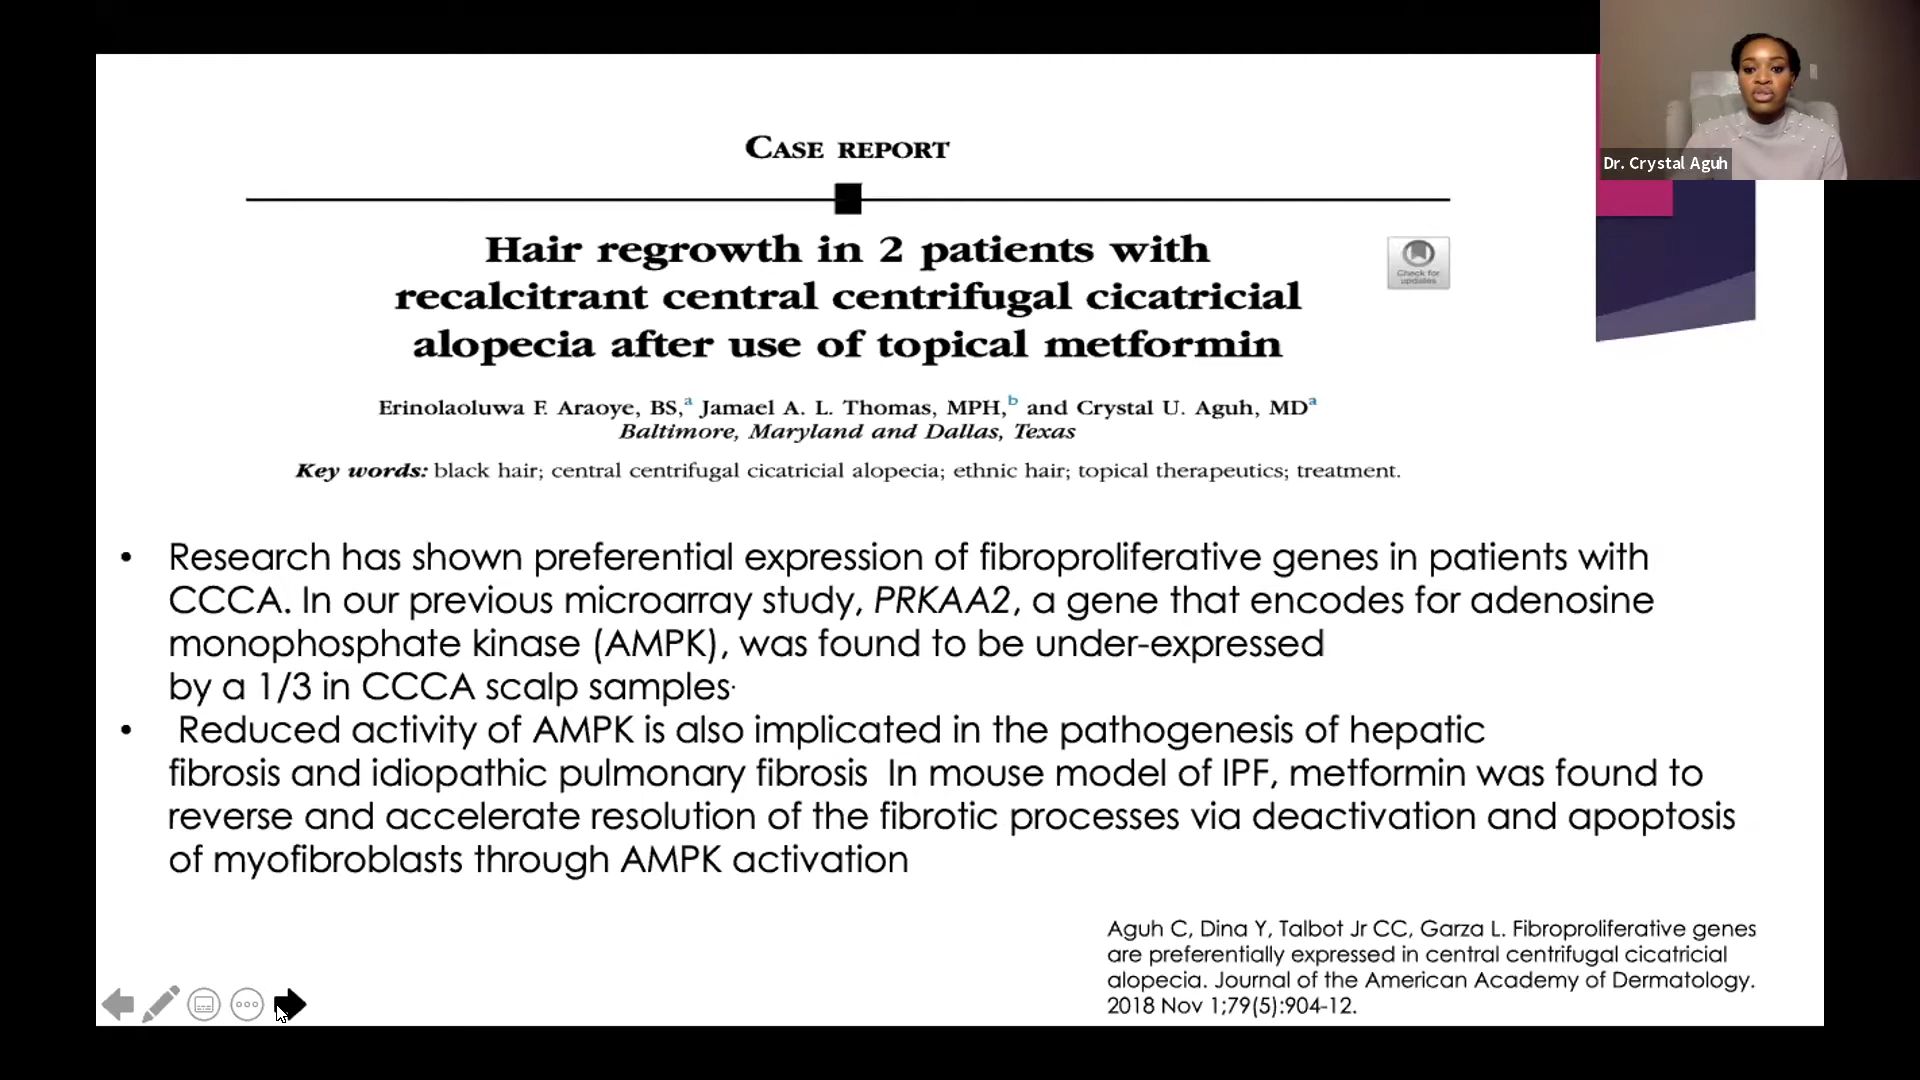 Dr. Crystal Aguh
CASE REPORT
Hair regrowth in 2 patients with
recalcitrant central centrifugal cicatricial
alopecia after use of topical metformin
Check for
updates
Erinolaoluwa F. Araoye, BS,a Jamael A. L. Thomas, MPH,b and Crystal U. Aguh, MDa
Baltimore, Maryland and Dallas, Texas
Key words: black hair; central centrifugal cicatricial alopecia; ethnic hair; topical therapeutics; treatment.
• Research has shown preferential expression of fibroproliferative genes in patients with
CCCA. In our previous microarray study, PRKAA2, a gene that encodes for adenosine
monophosphate kinase (AMPK), was found to be under-expressed
by a 1/3 in CCCA scalp samples.
• Reduced activity of AMPK is also implicated in the pathogenesis of hepatic
fibrosis and idiopathic pulmonary fibrosis In mouse model of IPF, metformin was found to
reverse and accelerate resolution of the fibrotic processes via deactivation and apoptosis
of myofibroblasts through AMPK activation
Aguh C, Dina Y, Talbot Jr CC, Garza L. Fibroproliferative genes
are preferentially expressed in central centrifugal cicatricial
alopecia. Journal of the American Academy of Dermatology.
2018 Nov 1;79(5):904-12.